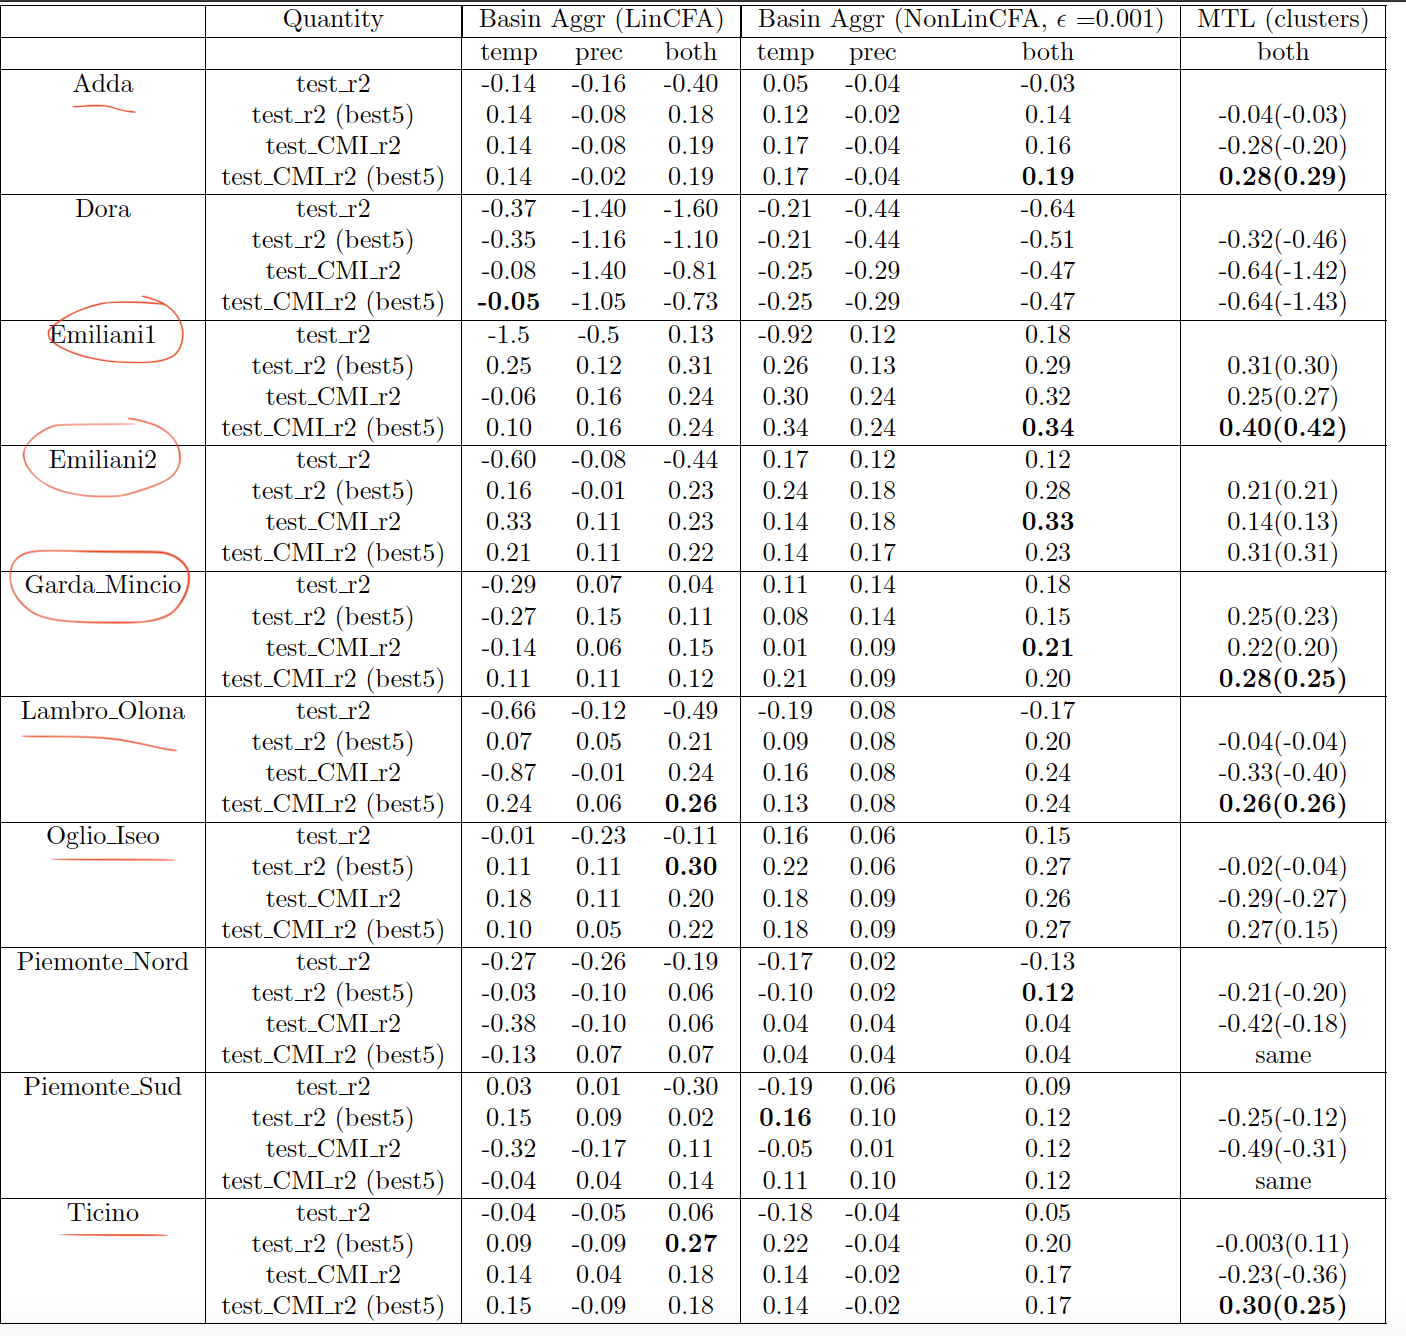 Quantity Basin Aggr (LinCFA) Basin Aggr (NonLinCFA, ϵ =0.001) MTL (clusters)
temp prec both temp prec both both
Adda test_r2 -0.14 -0.16 -0.40 0.05 -0.04 -0.03
test_r2 (best5) 0.14 -0.08 0.18 0.12 -0.02 0.14 -0.04(-0.03)
test_CMI_r2 0.14 -0.08 0.19 0.17 -0.04 0.16 -0.28(-0.20)
test_CMI_r2 (best5) 0.14 -0.02 0.19 0.17 -0.04 0.19 0.28(0.29)
Dora test_r2 -0.37 -1.40 -1.60 -0.21 -0.44 -0.64
test_r2 (best5) -0.35 -1.16 -1.10 -0.21 -0.44 -0.51 -0.32(-0.46)
test_CMI_r2 -0.08 -1.40 -0.81 -0.25 -0.29 -0.47 -0.64(-1.42)
test_CMI_r2 (best5) -0.05 -1.05 -0.73 -0.25 -0.29 -0.47 -0.64(-1.43)
Emiliani1 test_r2 -1.5 -0.5 0.13 -0.92 0.12 0.18
test_r2 (best5) 0.25 0.12 0.31 0.26 0.13 0.29 0.31(0.30)
test_CMI_r2 -0.06 0.16 0.24 0.30 0.24 0.32 0.25(0.27)
test_CMI_r2 (best5) 0.10 0.16 0.24 0.34 0.24 0.34 0.40(0.42)
Emiliani2 test_r2 -0.60 -0.08 -0.44 0.17 0.12 0.12
test_r2 (best5) 0.16 -0.01 0.23 0.24 0.18 0.28 0.21(0.21)
test_CMI_r2 0.33 0.11 0.23 0.14 0.18 0.33 0.14(0.13)
test_CMI_r2 (best5) 0.21 0.11 0.22 0.14 0.17 0.23 0.31(0.31)
Garda_Mincio test_r2 -0.29 0.07 0.04 0.11 0.14 0.18
test_r2 (best5) -0.27 0.15 0.11 0.08 0.14 0.15 0.25(0.23)
test_CMI_r2 -0.14 0.06 0.15 0.01 0.09 0.21 0.22(0.20)
test_CMI_r2 (best5) 0.11 0.11 0.12 0.21 0.09 0.20 0.28(0.25)
Lambro_Olona test_r2 -0.66 -0.12 -0.49 -0.19 0.08 -0.17
test_r2 (best5) 0.07 0.05 0.21 0.09 0.08 0.20 -0.04(-0.04)
test_CMI_r2 -0.87 -0.01 0.24 0.16 0.08 0.24 -0.33(-0.40)
test_CMI_r2 (best5) 0.24 0.06 0.26 0.13 0.08 0.24 0.26(0.26)
Oglio_Iseo test_r2 -0.01 -0.23 -0.11 0.16 0.06 0.15
test_r2 (best5) 0.11 0.11 0.30 0.22 0.06 0.27 -0.02(-0.04)
test_CMI_r2 0.18 0.11 0.20 0.18 0.09 0.26 -0.29(-0.27)
test_CMI_r2 (best5) 0.10 0.05 0.22 0.18 0.09 0.27 0.27(0.15)
Piemonte_Nord test_r2 -0.27 -0.26 -0.19 -0.17 0.02 -0.13
test_r2 (best5) -0.03 -0.10 0.06 -0.10 0.02 0.12 -0.21(-0.20)
test_CMI_r2 -0.38 -0.10 0.06 0.04 0.04 0.04 -0.42(-0.18)
test_CMI_r2 (best5) -0.13 0.07 0.07 0.04 0.04 0.04 same
Piemonte_Sud test_r2 0.03 0.01 -0.30 -0.19 0.06 0.09
test_r2 (best5) 0.15 0.09 0.02 0.16 0.10 0.12 -0.25(-0.12)
test_CMI_r2 -0.32 -0.17 0.11 -0.05 0.01 0.12 -0.49(-0.31)
test_CMI_r2 (best5) -0.04 0.04 0.14 0.11 0.10 0.12 same
Ticino test_r2 -0.04 -0.05 0.06 -0.18 -0.04 0.05
test_r2 (best5) 0.09 -0.09 0.27 0.22 -0.04 0.20 -0.003(0.11)
test_CMI_r2 0.14 0.04 0.18 0.14 -0.02 0.17 -0.23(-0.36)
test_CMI_r2 (best5) 0.15 -0.09 0.18 0.14 -0.02 0.17 0.30(0.25)